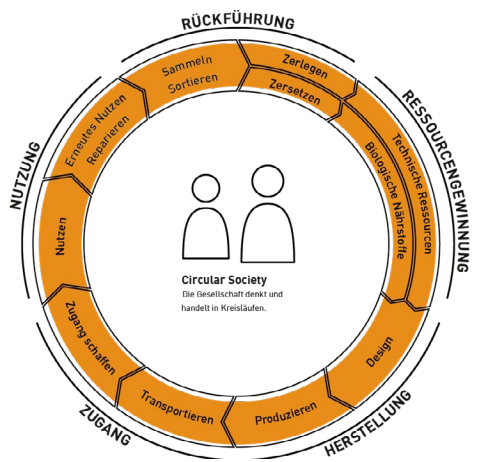 RÜCKFÜHRUNG
Sammeln
Sortieren
Zerlegen
Zersetzen
RESSOURCENGEWINNUNG
Technische Ressourcen
Biologische Nährstoffe
Design
HERSTELLUNG
Produzieren
Transportieren
ZUGANG
Zugang schaffen
NUTZUNG
Nutzen
Erneutes Nutzen
Reparieren
Circular Society
Die Gesellschaft denkt und
handelt in Kreisläufen.